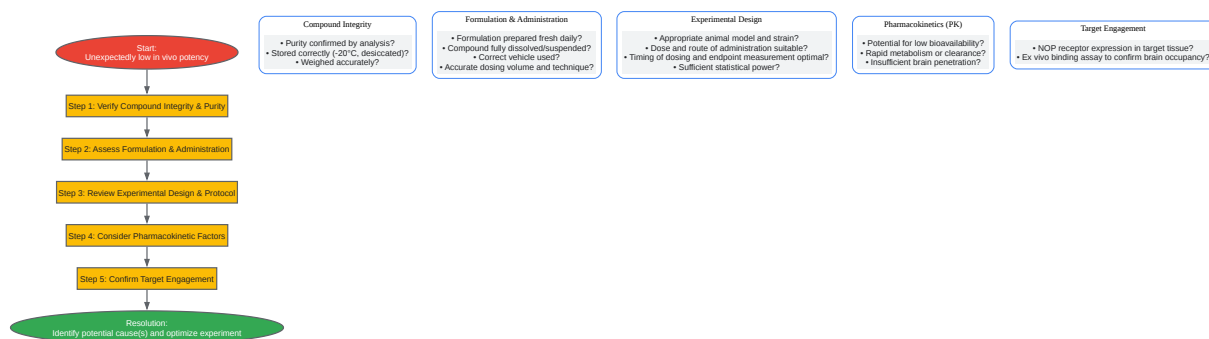 Start:
Unexpectedly low in vivo potency
Step 1: Verify Compound Integrity & Purity
Step 2: Assess Formulation & Administration
Step 3: Review Experimental Design & Protocol
Step 4: Consider Pharmacokinetic Factors
Step 5: Confirm Target Engagement
Resolution:
Identify potential cause(s) and optimize experiment
Compound Integrity
• Purity confirmed by analysis?
• Stored correctly (-20°C, desiccated)?
• Weighed accurately?
Formulation & Administration
• Formulation prepared fresh daily?
• Compound fully dissolved/suspended?
• Correct vehicle used?
• Accurate dosing volume and technique?
Experimental Design
• Appropriate animal model and strain?
• Dose and route of administration suitable?
• Timing of dosing and endpoint measurement optimal?
• Sufficient statistical power?
Pharmacokinetics (PK)
• Potential for low bioavailability?
• Rapid metabolism or clearance?
• Insufficient brain penetration?
Target Engagement
• NOP receptor expression in target tissue?
• Ex vivo binding assay to confirm brain occupancy?